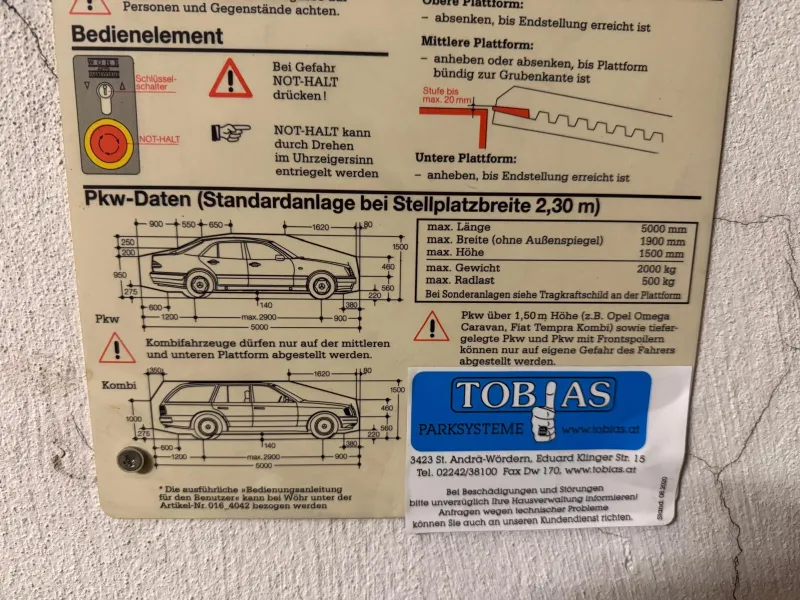 Personen und Gegenstände achten.
Bedienelement
WÖHR
Schlüssel-
schalter
NOT-HALT
Bei Gefahr
NOT-HALT
drücken!
NOT-HALT kann
durch Drehen
im Uhrzeigersinn
entriegelt werden
Obere Plattform:
– absenken, bis Endstellung erreicht ist
Mittlere Plattform:
– anheben oder absenken, bis Plattform
bündig zur Grubenkante ist
Stufe bis
max. 20 mm
Untere Plattform:
– anheben, bis Endstellung erreicht ist
Pkw-Daten (Standardanlage bei Stellplatzbreite 2,30 m)
900 550 650 1620 80
250
200
950
275
1500
460
560
220
600 140 380
1200 max. 2900 900
5000
Pkw
max. Länge 5000 mm
max. Breite (ohne Außenspiegel) 1900 mm
max. Höhe 1500 mm
max. Gewicht 2000 kg
max. Radlast 500 kg
Bei Sonderanlagen siehe Tragkraftschild an der Plattform
Kombifahrzeuge dürfen nur auf der mittleren
und unteren Plattform abgestellt werden.
Pkw über 1,50 m Höhe (z.B. Opel Omega
Caravan, Fiat Tempra Kombi) sowie tiefer-
gelegte Pkw und Pkw mit Frontspoilern
können nur auf eigene Gefahr des Fahrers
abgestellt werden.
Kombi
350 1620 80
1000
275
1500
460
560
220
600 140 380
1200 max. 2900 900
5000
* Die ausführliche »Bedienungsanleitung
für den Benutzer« kann bei Wöhr unter der
Artikel-Nr. 016_4042 bezogen werden
TOBIAS
PARKSYSTEME www.tobias.at
3423 St. Andrä-Wördern, Eduard Klinger Str. 15
Tel. 02242/38100 Fax Dw 170, www.tobias.at
Bei Beschädigungen und Störungen
bitte unverzüglich Ihre Hausverwaltung informieren!
Anfragen wegen technischer Probleme
können Sie auch an unseren Kundendienst richten.
Stand: 08.2020